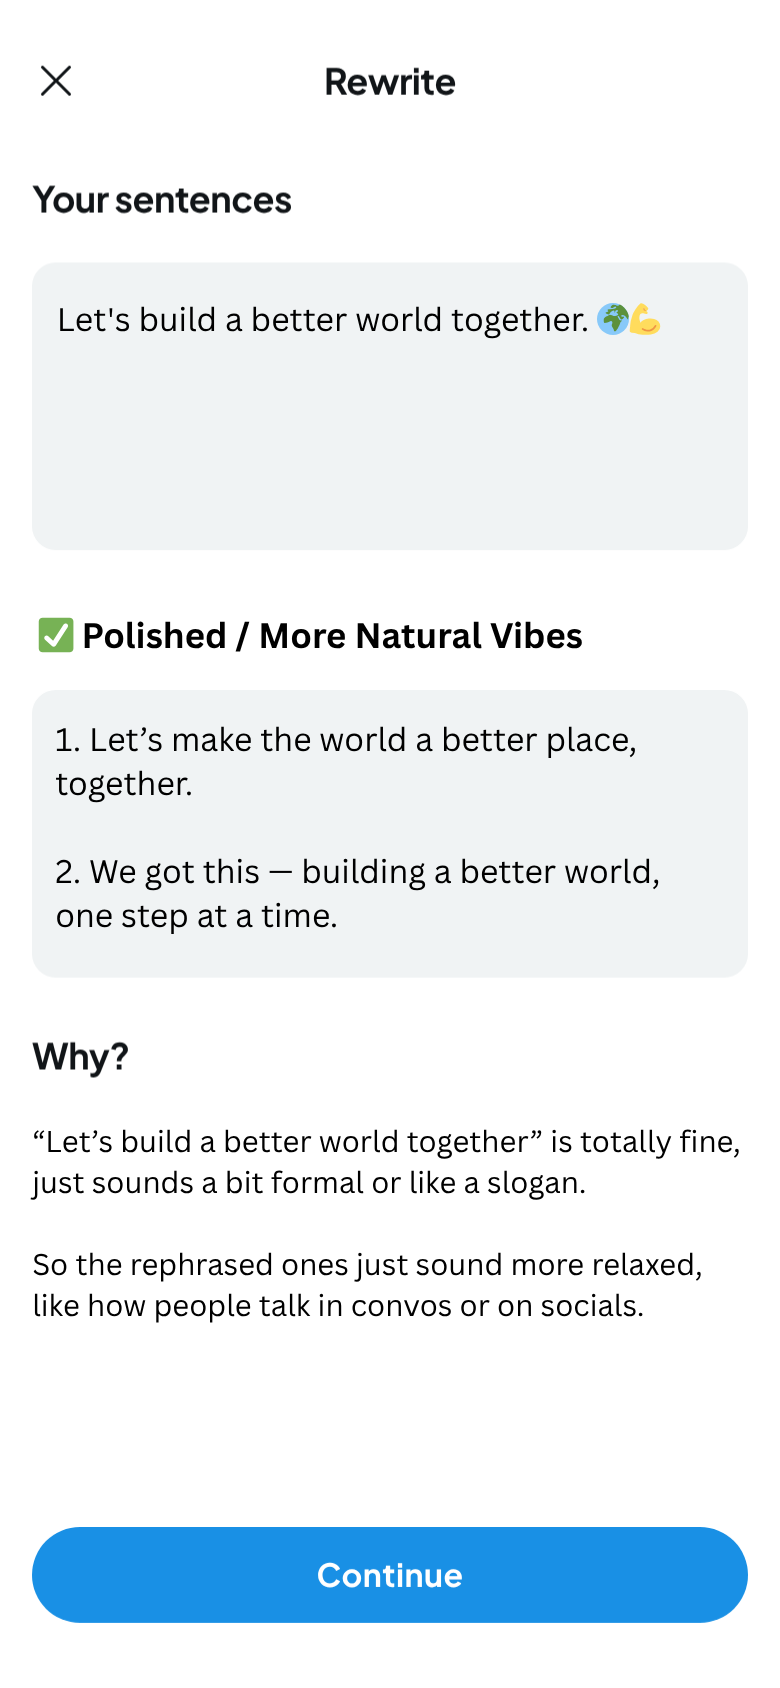 Rewrite
Your sentences
Let's build a better world together. 🌍💪
✅ Polished / More Natural Vibes
1. Let’s make the world a better place,
together.
2. We got this — building a better world,
one step at a time.
Why?
“Let’s build a better world together” is totally fine,
just sounds a bit formal or like a slogan.
So the rephrased ones just sound more relaxed,
like how people talk in convos or on socials.
Continue